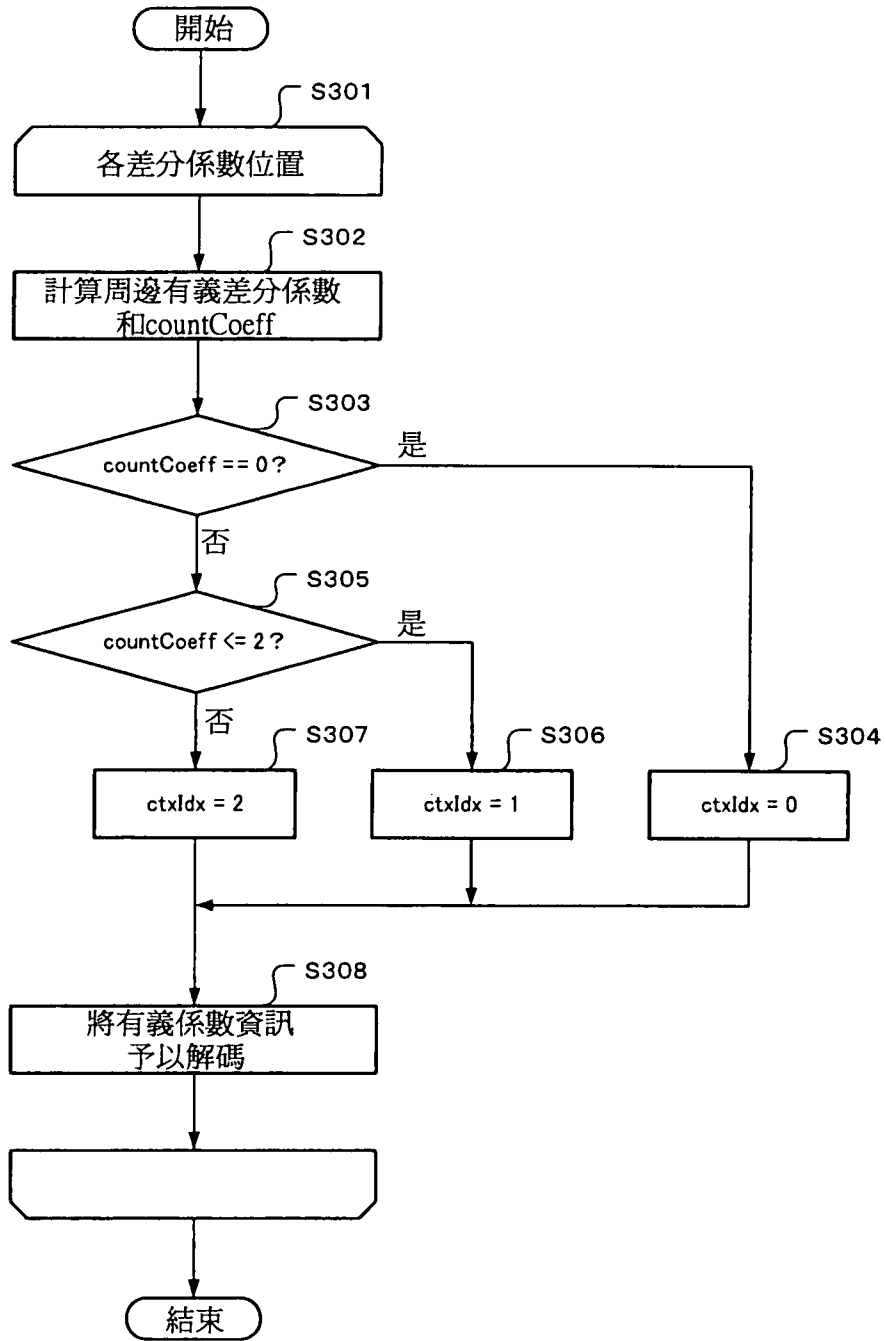 開始
S301
各差分係數位置
S302
計算周邊有義差分係數
和countCoeff
S303
countCoeff == 0？
是
否
S305
countCoeff <= 2？
是
否
S307
S306
S304
ctxIdx = 2
ctxIdx = 1
ctxIdx = 0
S308
將有義係數資訊
予以解碼
結束